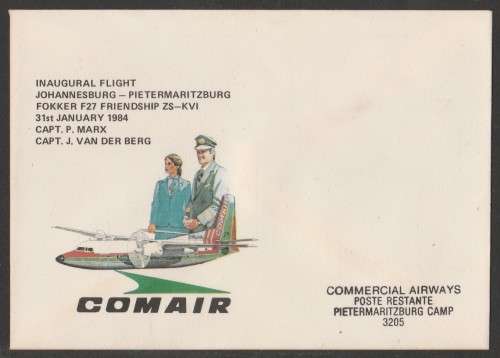 INAUGURAL FLIGHT
JOHANNESBURG – PIETERMARITZBURG
FOKKER F27 FRIENDSHIP ZS–KVI
31st JANUARY 1984
CAPT. P. MARX
CAPT. J. VAN DER BERG
COMAIR
COMAIR
COMMERCIAL AIRWAYS
POSTE RESTANTE
PIETERMARITZBURG CAMP
3205